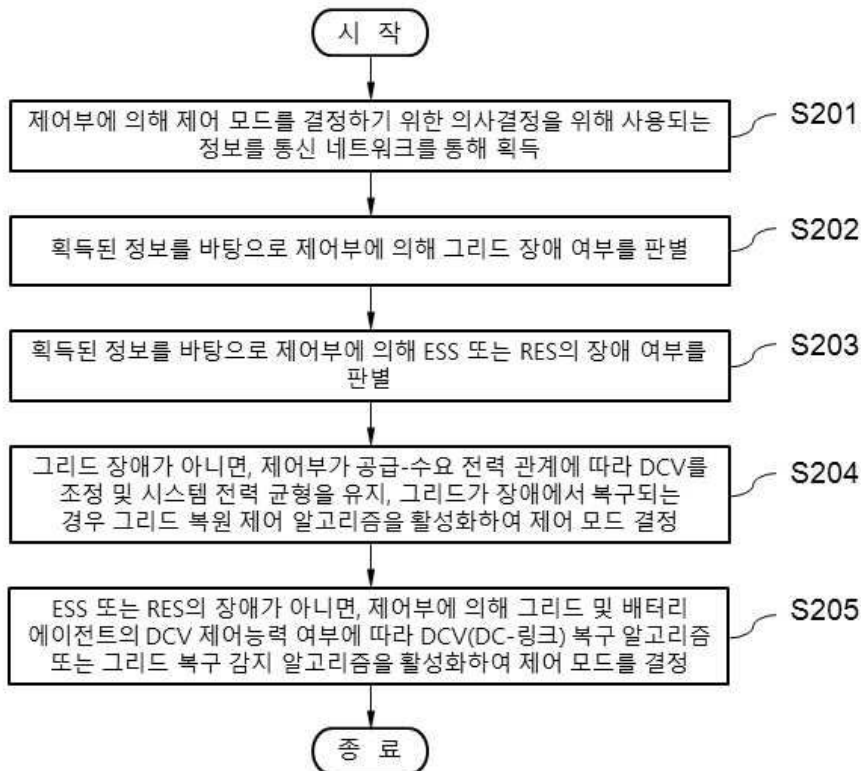 시 작
제어부에 의해 제어 모드를 결정하기 위한 의사결정을 위해 사용되는
정보를 통신 네트워크를 통해 획득
S201
획득된 정보를 바탕으로 제어부에 의해 그리드 장애 여부를 판별
S202
획득된 정보를 바탕으로 제어부에 의해 ESS 또는 RES의 장애 여부를
판별
S203
그리드 장애가 아니면, 제어부가 공급-수요 전력 관계에 따라 DCV를
조정 및 시스템 전력 균형을 유지, 그리드가 장애에서 복구되는
경우 그리드 복원 제어 알고리즘을 활성화하여 제어 모드 결정
S204
ESS 또는 RES의 장애가 아니면, 제어부에 의해 그리드 및 배터리
에이전트의 DCV 제어능력 여부에 따라 DCV(DC-링크) 복구 알고리즘
또는 그리드 복구 감지 알고리즘을 활성화하여 제어 모드를 결정
S205
종 료